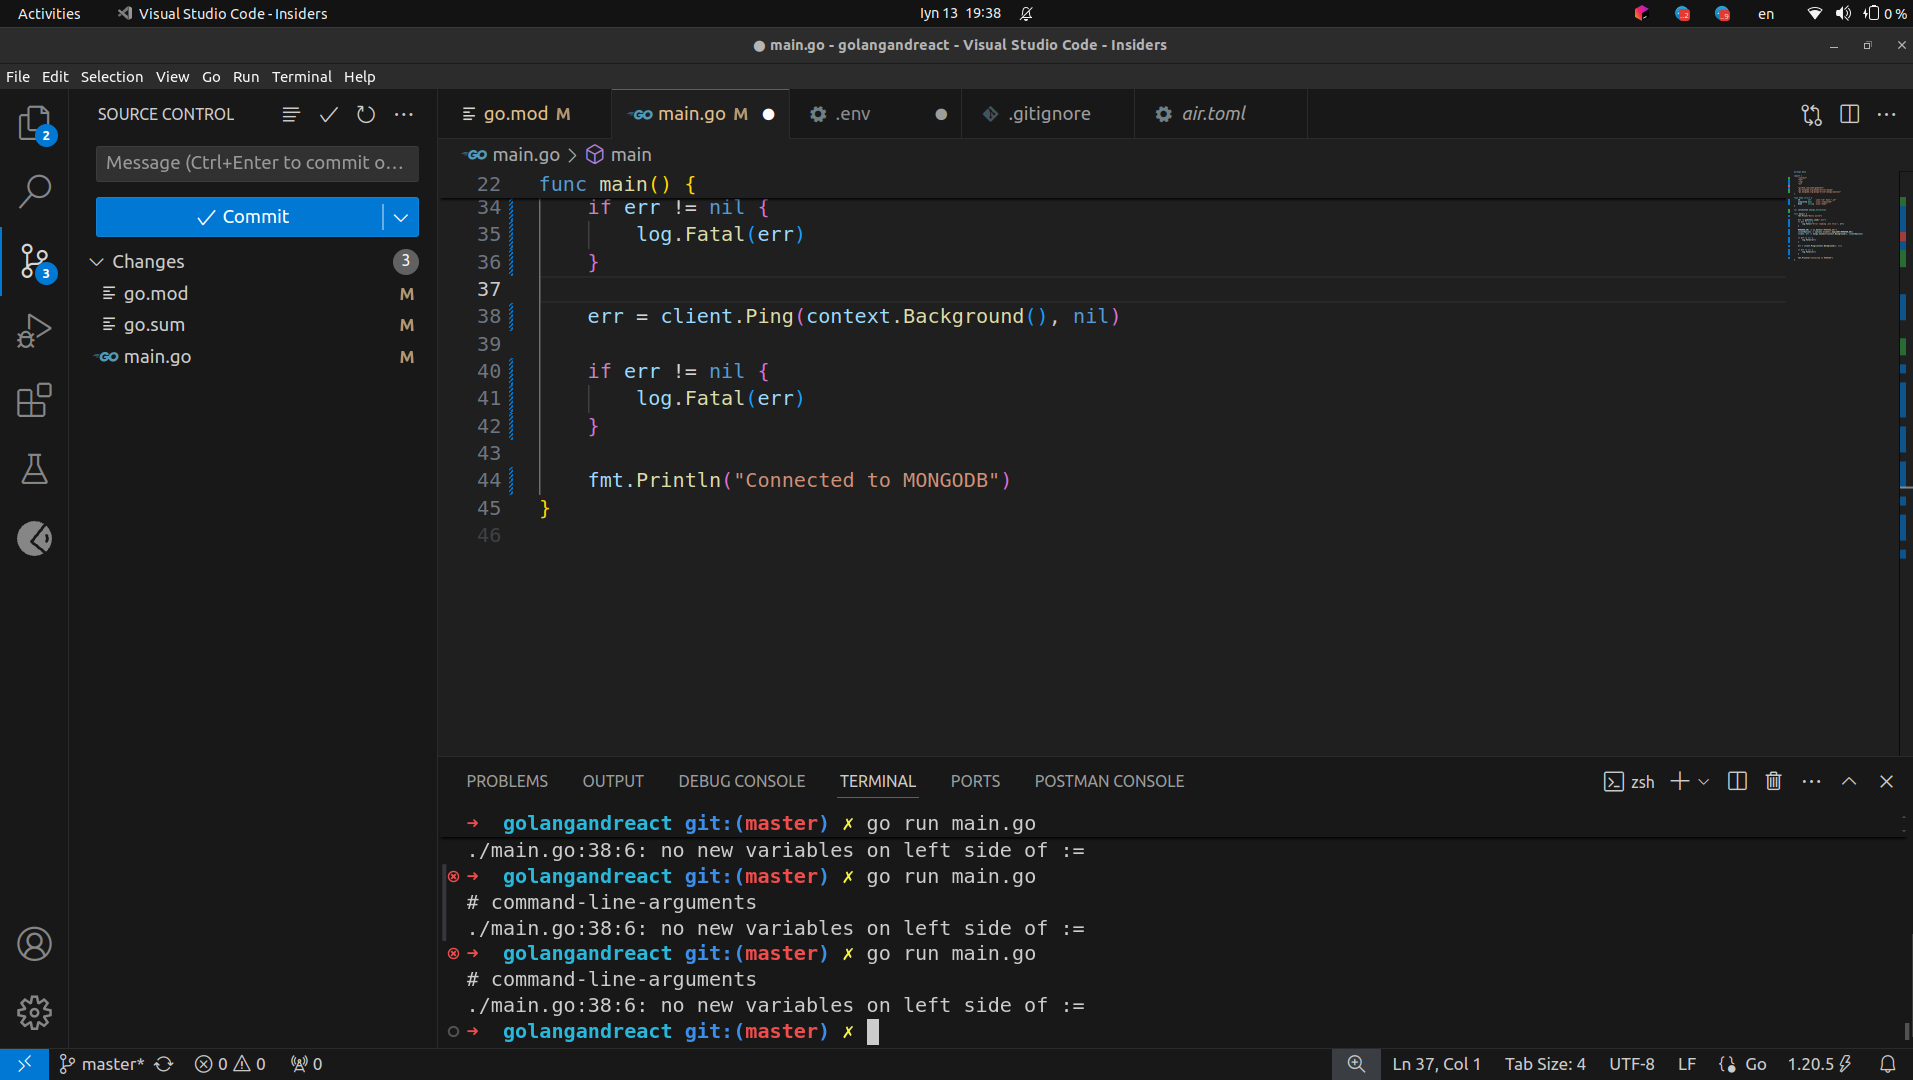 Activities
Visual Studio Code - Insiders
Iyn 13 19:38
en
0 %
main.go - golangandreact - Visual Studio Code - Insiders
File Edit Selection View Go Run Terminal Help
SOURCE CONTROL
Message (Ctrl+Enter to commit o...
Commit
Changes
3
go.mod M
go.sum M
main.go M
2
3
go.mod M
GO main.go M
.env
.gitignore
air.toml
GO main.go > main
22 func main() {
34 if err != nil {
35 log.Fatal(err)
36 }
37
38 err = client.Ping(context.Background(), nil)
39
40 if err != nil {
41 log.Fatal(err)
42 }
43
44 fmt.Println("Connected to MONGODB")
45 }
46
PROBLEMS OUTPUT DEBUG CONSOLE TERMINAL PORTS POSTMAN CONSOLE
zsh
➜ golangandreact git:(master) ✗ go run main.go
./main.go:38:6: no new variables on left side of :=
➜ golangandreact git:(master) ✗ go run main.go
# command-line-arguments
./main.go:38:6: no new variables on left side of :=
➜ golangandreact git:(master) ✗ go run main.go
# command-line-arguments
./main.go:38:6: no new variables on left side of :=
➜ golangandreact git:(master) ✗
master* 0 0 0
Ln 37, Col 1 Tab Size: 4 UTF-8 LF Go 1.20.5